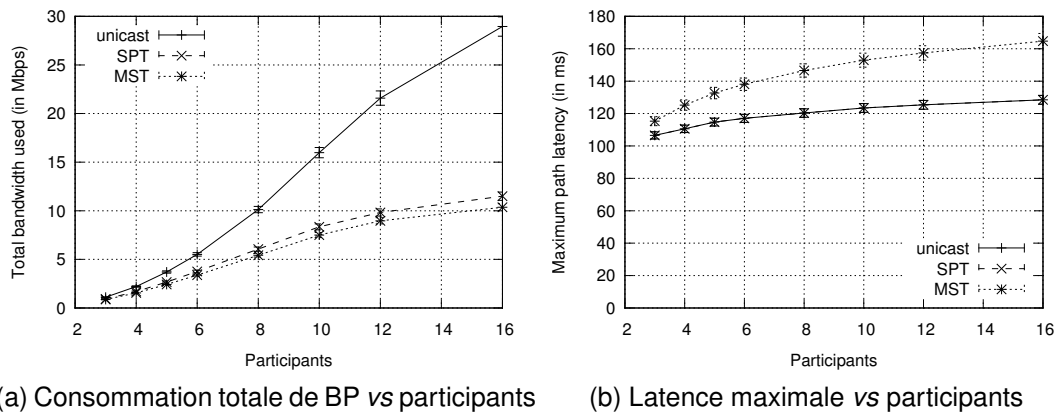 Total bandwidth used (in Mbps)
30
25
20
15
10
5
0
unicast
SPT
MST
2 4 6 8 10 12 14 16
Participants
Maximum path latency (in ms)
180
160
140
120
100
80
60
40
20
0
unicast
SPT
MST
2 4 6 8 10 12 14 16
Participants
a) Consommation totale de BP vs participants
(b) Latence maximale vs participants